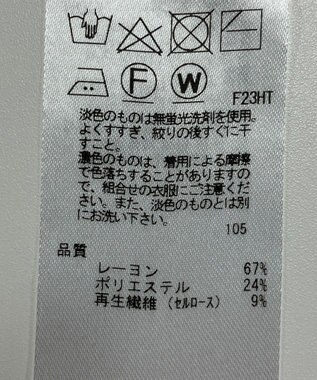 F W
F23HT
淡色のものは無蛍光洗剤を使用。
よくすすぎ、絞りの後すぐに干
すこと。
濃色のものは、着用による摩擦
で色落ちすることがありますの
で、組合せの衣服にご注意くだ
さい。また、淡色のものとは別
にお洗い下さい。
105
品質
レーヨン 67%
ポリエステル 24%
再生繊維（セルロース） 9%